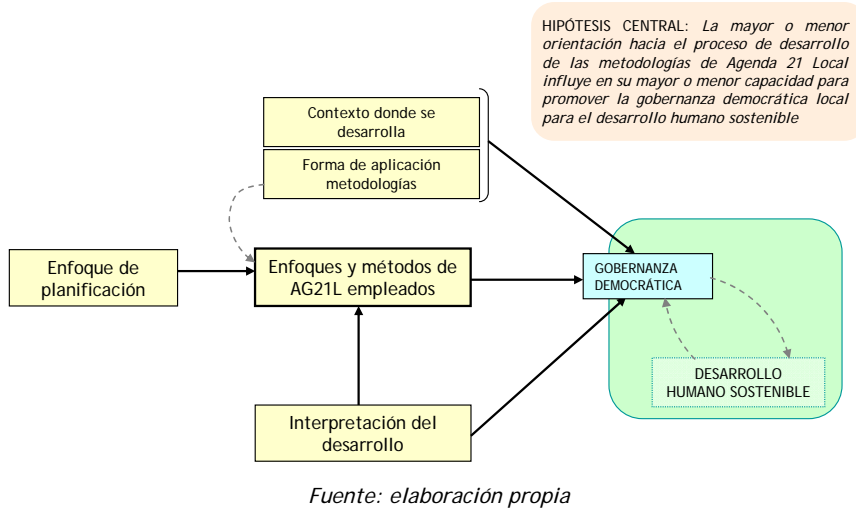 HIPÓTESIS CENTRAL: La mayor o menor
orientación hacia el proceso de desarrollo
de las metodologías de Agenda 21 Local
influye en su mayor o menor capacidad para
promover la gobernanza democrática local
para el desarrollo humano sostenible
Contexto donde se
desarrolla
Forma de aplicación
metodologías
Enfoque de
planificación
Enfoques y métodos de
AG21L empleados
GOBERNANZA
DEMOCRÁTICA
DESARROLLO
HUMANO SOSTENIBLE
Interpretación del
desarrollo
Fuente: elaboración propia